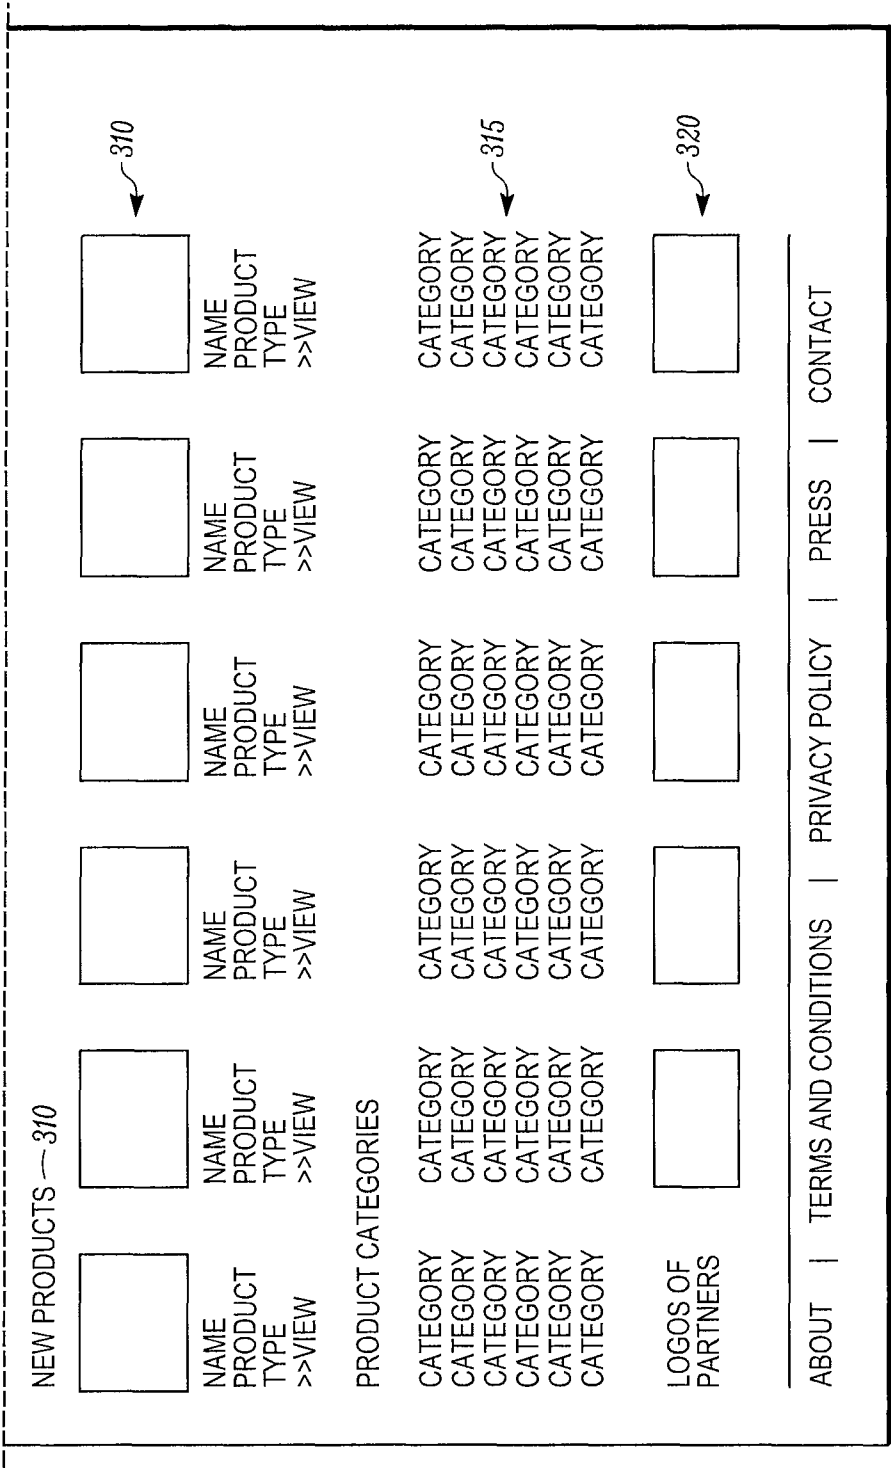 NEW PRODUCTS 310
310
NAME NAME NAME NAME NAME NAME
PRODUCT PRODUCT PRODUCT PRODUCT PRODUCT PRODUCT
TYPE TYPE TYPE TYPE TYPE TYPE
>>VIEW >>VIEW >>VIEW >>VIEW >>VIEW >>VIEW
PRODUCT CATEGORIES
CATEGORY CATEGORY CATEGORY CATEGORY CATEGORY CATEGORY
CATEGORY CATEGORY CATEGORY CATEGORY CATEGORY CATEGORY
CATEGORY CATEGORY CATEGORY CATEGORY CATEGORY CATEGORY 315
CATEGORY CATEGORY CATEGORY CATEGORY CATEGORY CATEGORY
CATEGORY CATEGORY CATEGORY CATEGORY CATEGORY CATEGORY
CATEGORY CATEGORY CATEGORY CATEGORY CATEGORY CATEGORY
LOGOS OF 320
PARTNERS
ABOUT | TERMS AND CONDITIONS | PRIVACY POLICY | PRESS | CONTACT